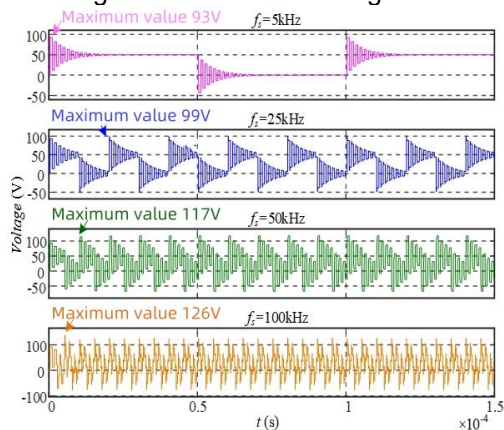 Maximum value 93V
fs=5kHz
100
50
0
-50
Maximum value 99V
fs=25kHz
100
50
0
-50
Maximum value 117V
fs=50kHz
100
50
0
-50
Maximum value 126V
fs=100kHz
100
0
-100
Voltage (V)
0 0.5 1 1.5
t (s)
×10⁻⁴